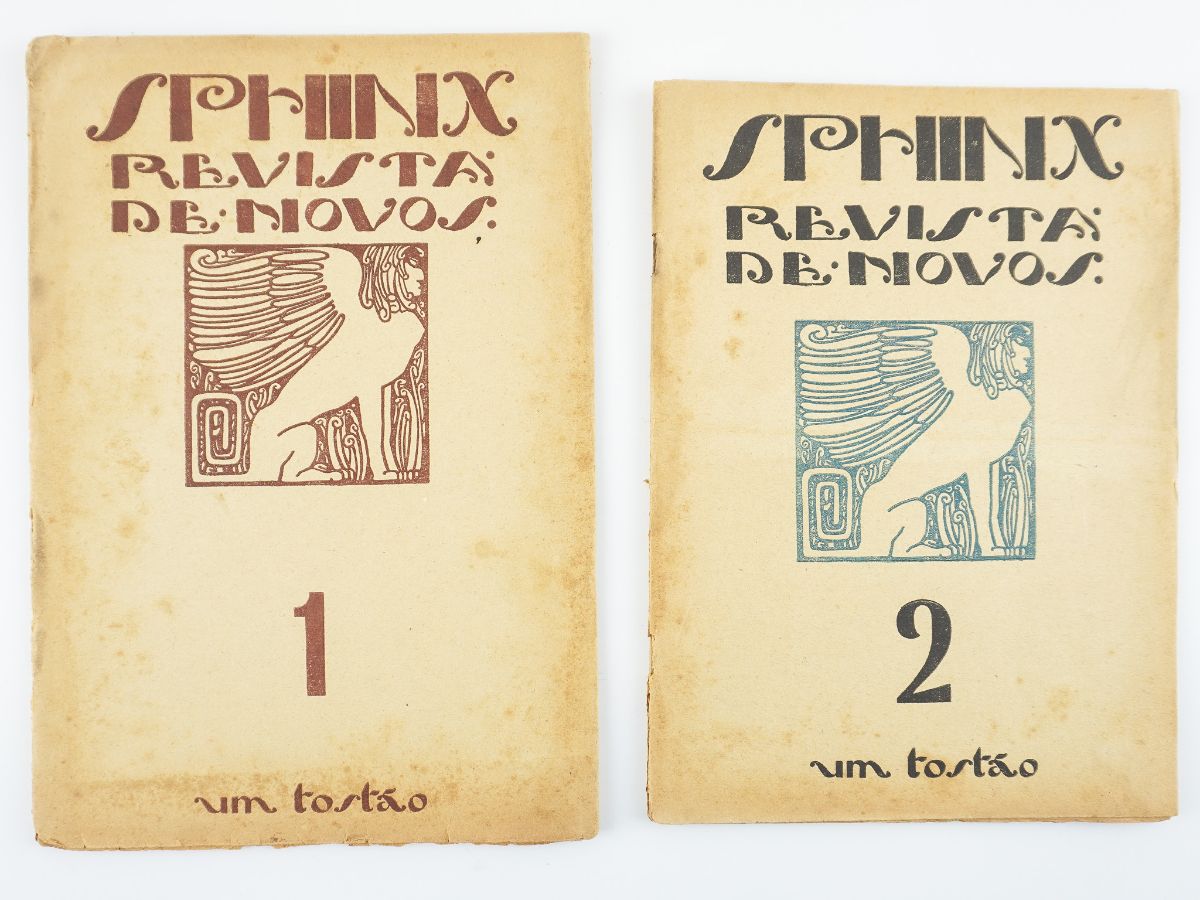 SPHINX
REVISTA
DE·NOVOS:
1
um tostão
SPHINX
REVISTA
DE·NOVOS:
2
um tostão